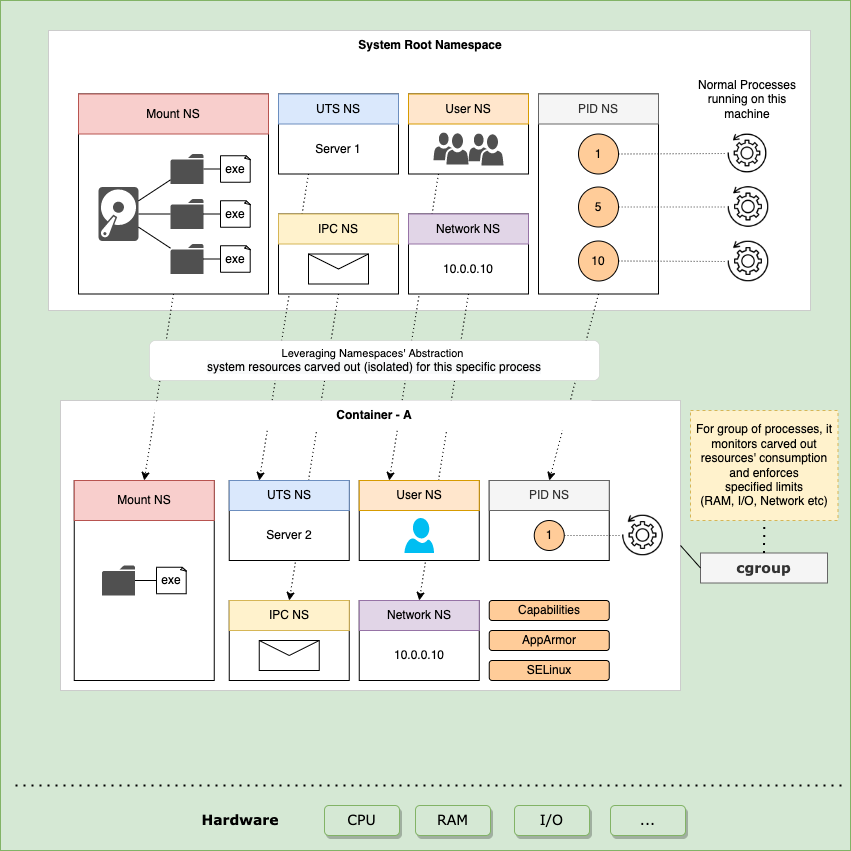 System Root Namespace
Normal Processes
running on this
machine
Mount NS
UTS NS
User NS
PID NS
Server 1
1
exe
exe
exe
5
IPC NS
Network NS
10.0.0.10
10
Leveraging Namespaces' Abstraction
system resources carved out (isolated) for this specific process
Container - A
For group of processes, it
monitors carved out
resources' consumption
and enforces
specified limits
(RAM, I/O, Network etc)
Mount NS
UTS NS
User NS
PID NS
Server 2
1
exe
cgroup
IPC NS
Network NS
10.0.0.10
Capabilities
AppArmor
SELinux
Hardware
CPU
RAM
I/O
...